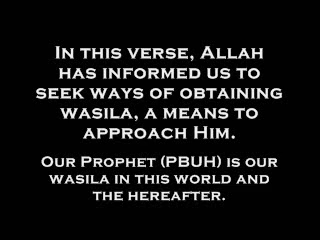 In this verse, Allah
has informed us to
seek ways of obtaining
wasila, a means to
approach Him.
Our Prophet (PBUH) is our
wasila in this world and
the hereafter.